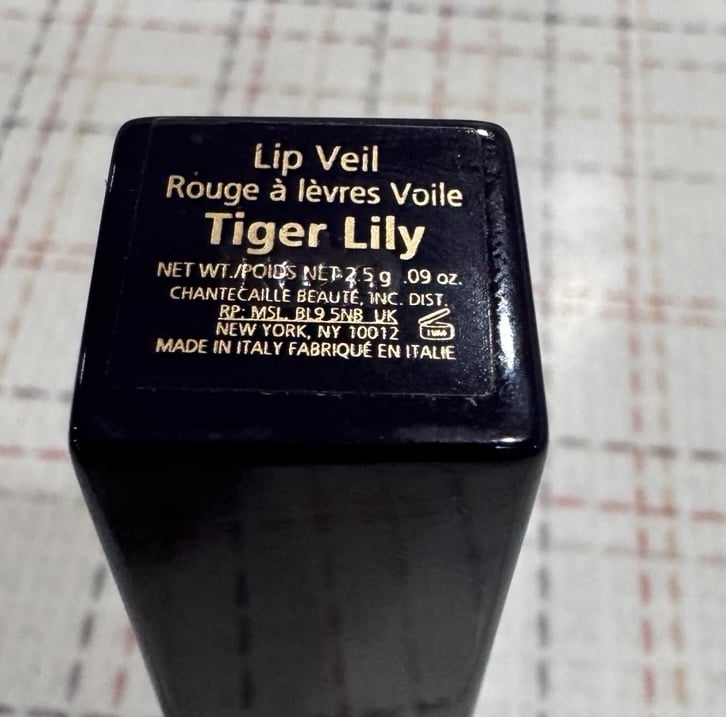 Lip Veil
Rouge à lèvres Voile
Tiger Lily
NET WT./POIDS NET 2.5 g .09 oz.
CHANTECAILLE BEAUTÉ, INC. DIST.
RP: MSL, BL9 5NB UK
NEW YORK, NY 10012
MADE IN ITALY FABRIQUÉ EN ITALIE